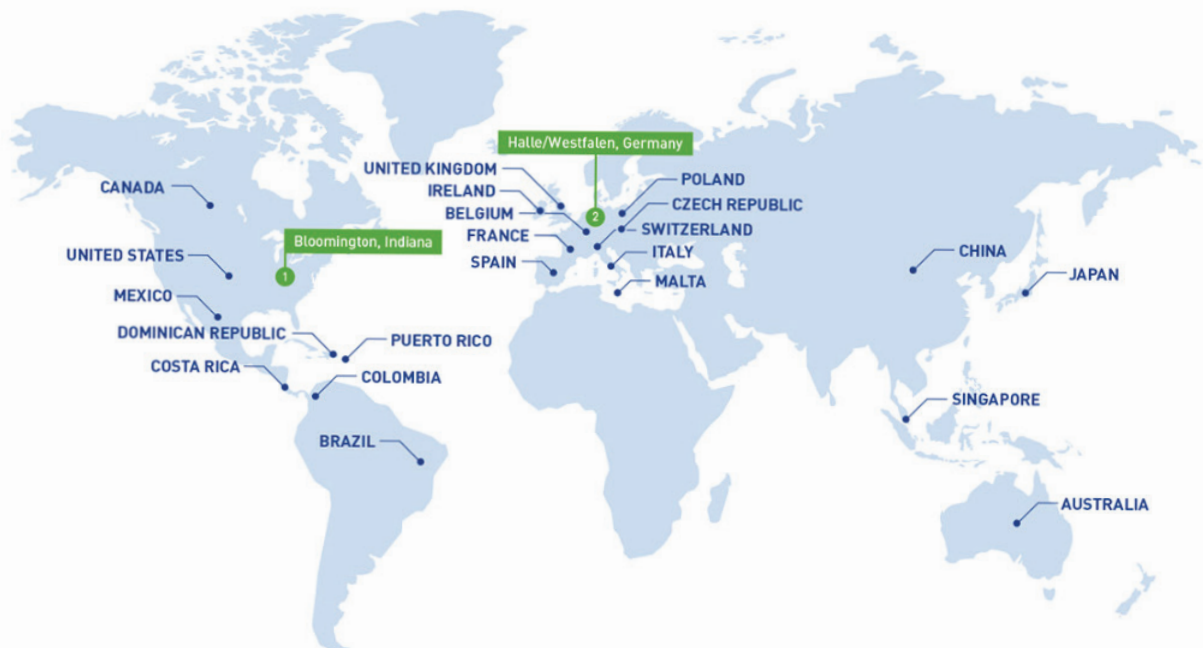 Halle/Westfalen, Germany
UNITED KINGDOM
POLAND
CANADA
IRELAND
2
CZECH REPUBLIC
BELGIUM
SWITZERLAND
FRANCE
Bloomington, Indiana
ITALY
CHINA
UNITED STATES
SPAIN
1
MALTA
JAPAN
MEXICO
DOMINICAN REPUBLIC
PUERTO RICO
COSTA RICA
COLOMBIA
SINGAPORE
BRAZIL
AUSTRALIA